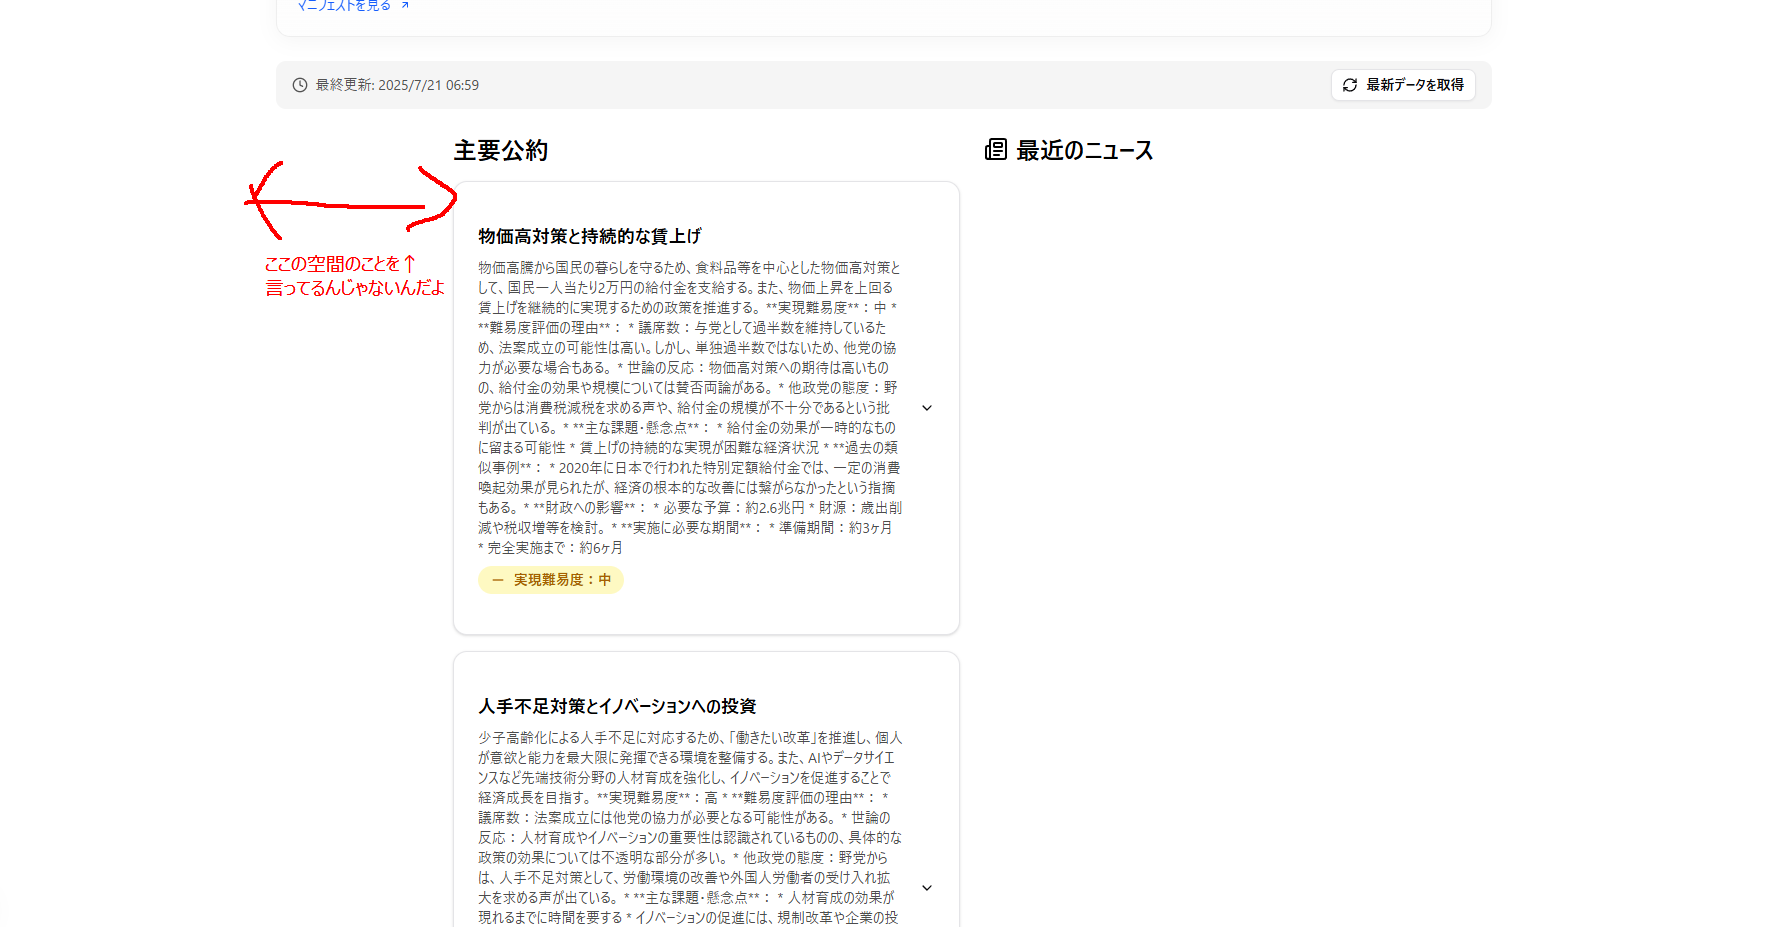 マニフェストを見る
最終更新: 2025/7/21 06:59
最新データを取得
主要公約
最近のニュース
ここの空間のことを↑
言ってるんじゃないんだよ
物価高対策と持続的な賃上げ
物価高騰から国民の暮らしを守るため、食料品等を中心とした物価高対策と
して、国民一人当たり2万円の給付金を支給する。また、物価上昇を上回る
賃上げを継続的に実現するための政策を推進する。 **実現難易度**：中 *
**難易度評価の理由**： * 議席数：与党として過半数を維持しているた
め、法案成立の可能性は高い。しかし、単独過半数ではないため、他党の協
力が必要な場合もある。 * 世論の反応：物価高対策への期待は高いもの
の、給付金の効果や規模については賛否両論がある。 * 他政党の態度：野
党からは消費税減税を求める声や、給付金の規模が不十分であるという批
判が出ている。 * **主な課題・懸念点**： * 給付金の効果が一時的なもの
に留まる可能性 * 賃上げの持続的な実現が困難な経済状況 * **過去の類
似事例**： * 2020年に日本で行われた特別定額給付金では、一定の消費
喚起効果が見られたが、経済の根本的な改善には繋がらなかったという指摘
もある。 * **財政への影響**： * 必要な予算：約2.6兆円 * 財源：歳出削
減や税収増等を検討。 * **実施に必要な期間**： * 準備期間：約3ヶ月
* 完全実施まで：約6ヶ月
実現難易度：中
人手不足対策とイノベーションへの投資
少子高齢化による人手不足に対応するため、「働きたい改革」を推進し、個人
が意欲と能力を最大限に発揮できる環境を整備する。また、AIやデータサイエ
ンスなど先端技術分野の人材育成を強化し、イノベーションを促進することで
経済成長を目指す。 **実現難易度**：高 * **難易度評価の理由**： *
議席数：法案成立には他党の協力が必要となる可能性がある。 * 世論の
反応：人材育成やイノベーションの重要性は認識されているものの、具体的な
政策の効果については不透明な部分が多い。 * 他政党の態度：野党から
は、人手不足対策として、労働環境の改善や外国人労働者の受け入れ拡
大を求める声が出ている。 * **主な課題・懸念点**： * 人材育成の効果が
現れるまでに時間を要する * イノベーションの促進には、規制改革や企業の投